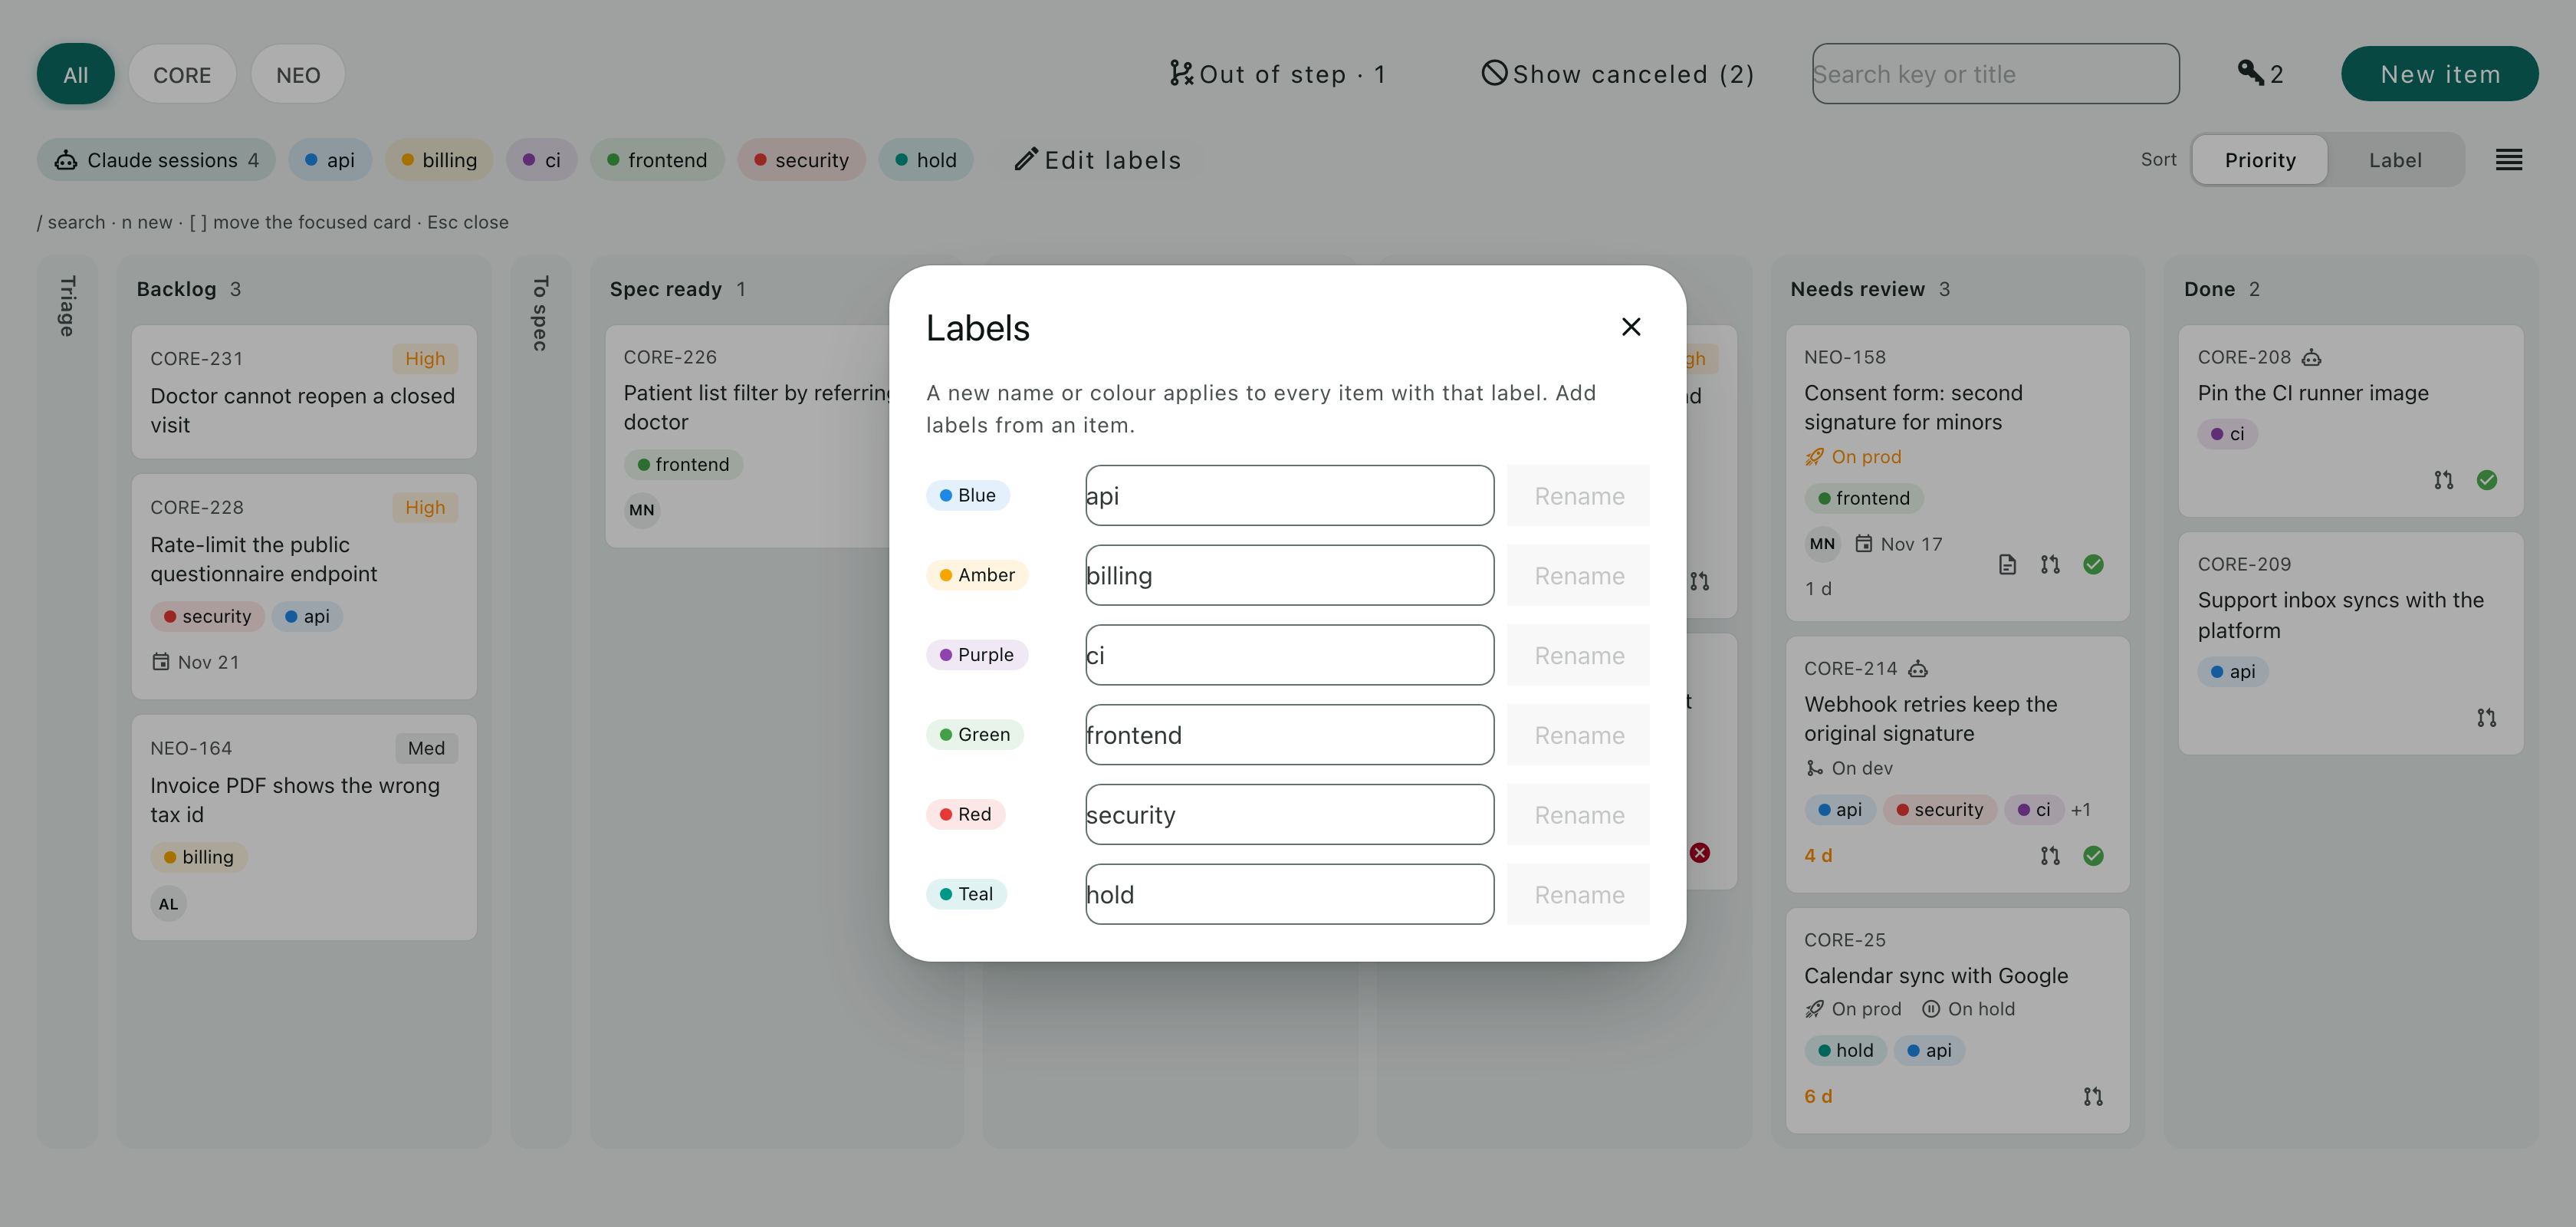 All
CORE
NEO
Out of step · 1
Show canceled (2)
Search key or title
2
New item
Claude sessions 4
api
billing
ci
frontend
security
hold
Edit labels
Sort
Priority
Label
/ search · n new · [ ] move the focused card · Esc close
Triage
Backlog 3
CORE-231
High
Doctor cannot reopen a closed
visit
CORE-228
High
Rate-limit the public
questionnaire endpoint
security
api
Nov 21
NEO-164
Med
Invoice PDF shows the wrong
tax id
billing
AL
To spec
Spec ready 1
CORE-226
Patient list filter by referring
doctor
frontend
MN
Labels
A new name or colour applies to every item with that label. Add
labels from an item.
Blue
api
Rename
Amber
billing
Rename
Purple
ci
Rename
Green
frontend
Rename
Red
security
Rename
Teal
hold
Rename
Needs review 3
NEO-158
Consent form: second
signature for minors
On prod
frontend
MN
Nov 17
1 d
CORE-214
Webhook retries keep the
original signature
On dev
api
security
ci
+1
4 d
CORE-25
Calendar sync with Google
On prod
On hold
hold
api
6 d
Done 2
CORE-208
Pin the CI runner image
ci
CORE-209
Support inbox syncs with the
platform
api